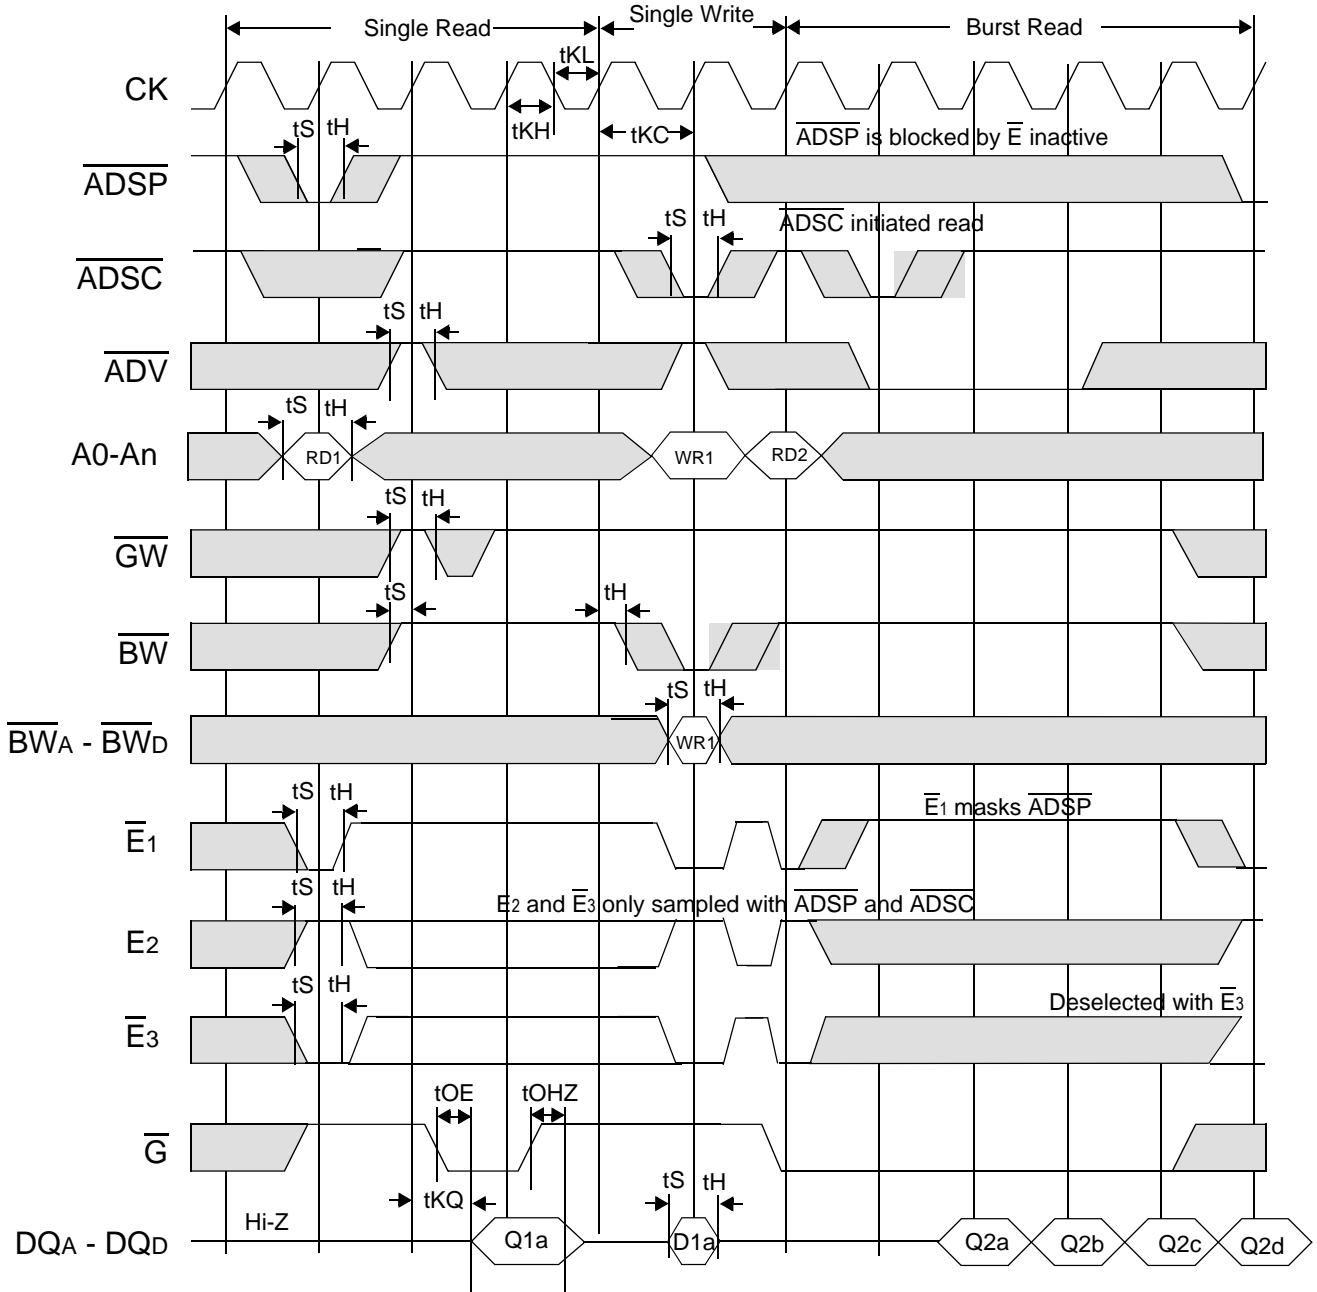 Single Read
Single Write
Burst Read
CK
tKL
tKH
tKC
ADSP is blocked by E inactive
ADSP
tS
tH
ADSC
tS
tH
ADSC initiated read
ADV
tS
tH
A0-An
tS
tH
RD1
WR1
RD2
GW
tS
tH
BW
tS
tH
BWA - BWD
tS
tH
WR1
E1
tS
tH
E1 masks ADSP
E2
tS
tH
E2 and E3 only sampled with ADSP and ADSC
E3
tS
tH
Deselected with E3
G
tOE
tOHZ
tKQ
tS
tH
DQA - DQD
Hi-Z
Q1a
D1a
Q2a
Q2b
Q2c
Q2d